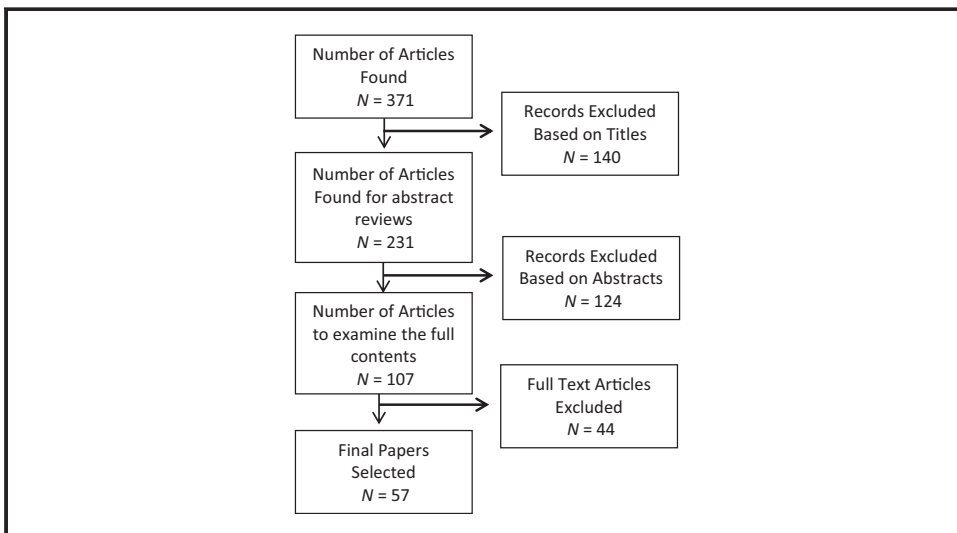 Number of Articles
Found
N = 371
Records Excluded
Based on Titles
N = 140
Number of Articles
Found for abstract
reviews
N = 231
Records Excluded
Based on Abstracts
N = 124
Number of Articles
to examine the full
contents
N = 107
Full Text Articles
Excluded
N = 44
Final Papers
Selected
N = 57